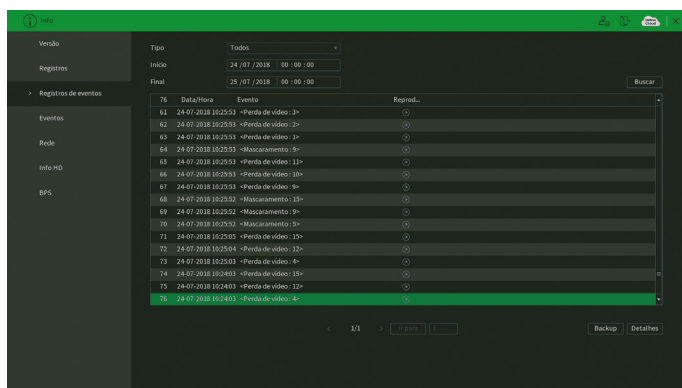 Info
Versão
Registros
Registros de eventos
Eventos
Rede
Info HD
BPS
Tipo Todos
Início 24 /07 /2018 00 : 00 : 00
Final 25 /07 /2018 00 : 00 : 00
Buscar
76 Data/Hora Evento Reprod...
61 24-07-2018 10:25:53 <Perda de vídeo : 3>
62 24-07-2018 10:25:53 <Perda de vídeo : 2>
63 24-07-2018 10:25:53 <Perda de vídeo : 1>
64 24-07-2018 10:25:53 <Mascaramento : 9>
65 24-07-2018 10:25:53 <Perda de vídeo : 11>
66 24-07-2018 10:25:53 <Perda de vídeo : 10>
67 24-07-2018 10:25:53 <Perda de vídeo : 9>
68 24-07-2018 10:25:52 <Mascaramento : 15>
69 24-07-2018 10:25:52 <Mascaramento : 9>
70 24-07-2018 10:25:52 <Mascaramento : 5>
71 24-07-2018 10:25:05 <Perda de vídeo : 15>
72 24-07-2018 10:25:04 <Perda de vídeo : 12>
73 24-07-2018 10:25:03 <Perda de vídeo : 4>
74 24-07-2018 10:24:03 <Perda de vídeo : 15>
75 24-07-2018 10:24:03 <Perda de vídeo : 12>
76 24-07-2018 10:24:03 <Perda de vídeo : 4>
< 1/1 > Ir para 1
Backup Detalhes